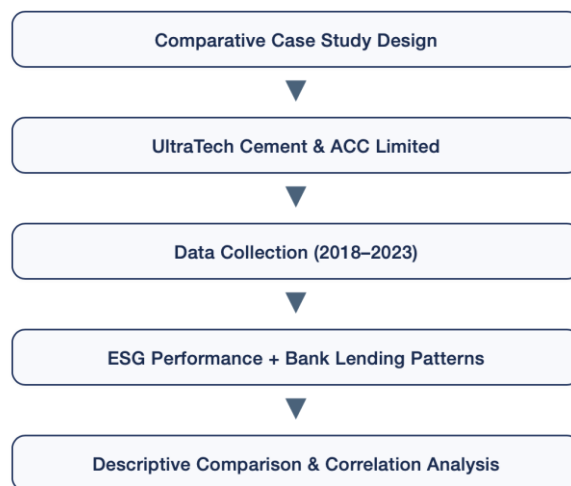 Comparative Case Study Design
UltraTech Cement & ACC Limited
Data Collection (2018–2023)
ESG Performance + Bank Lending Patterns
Descriptive Comparison & Correlation Analysis